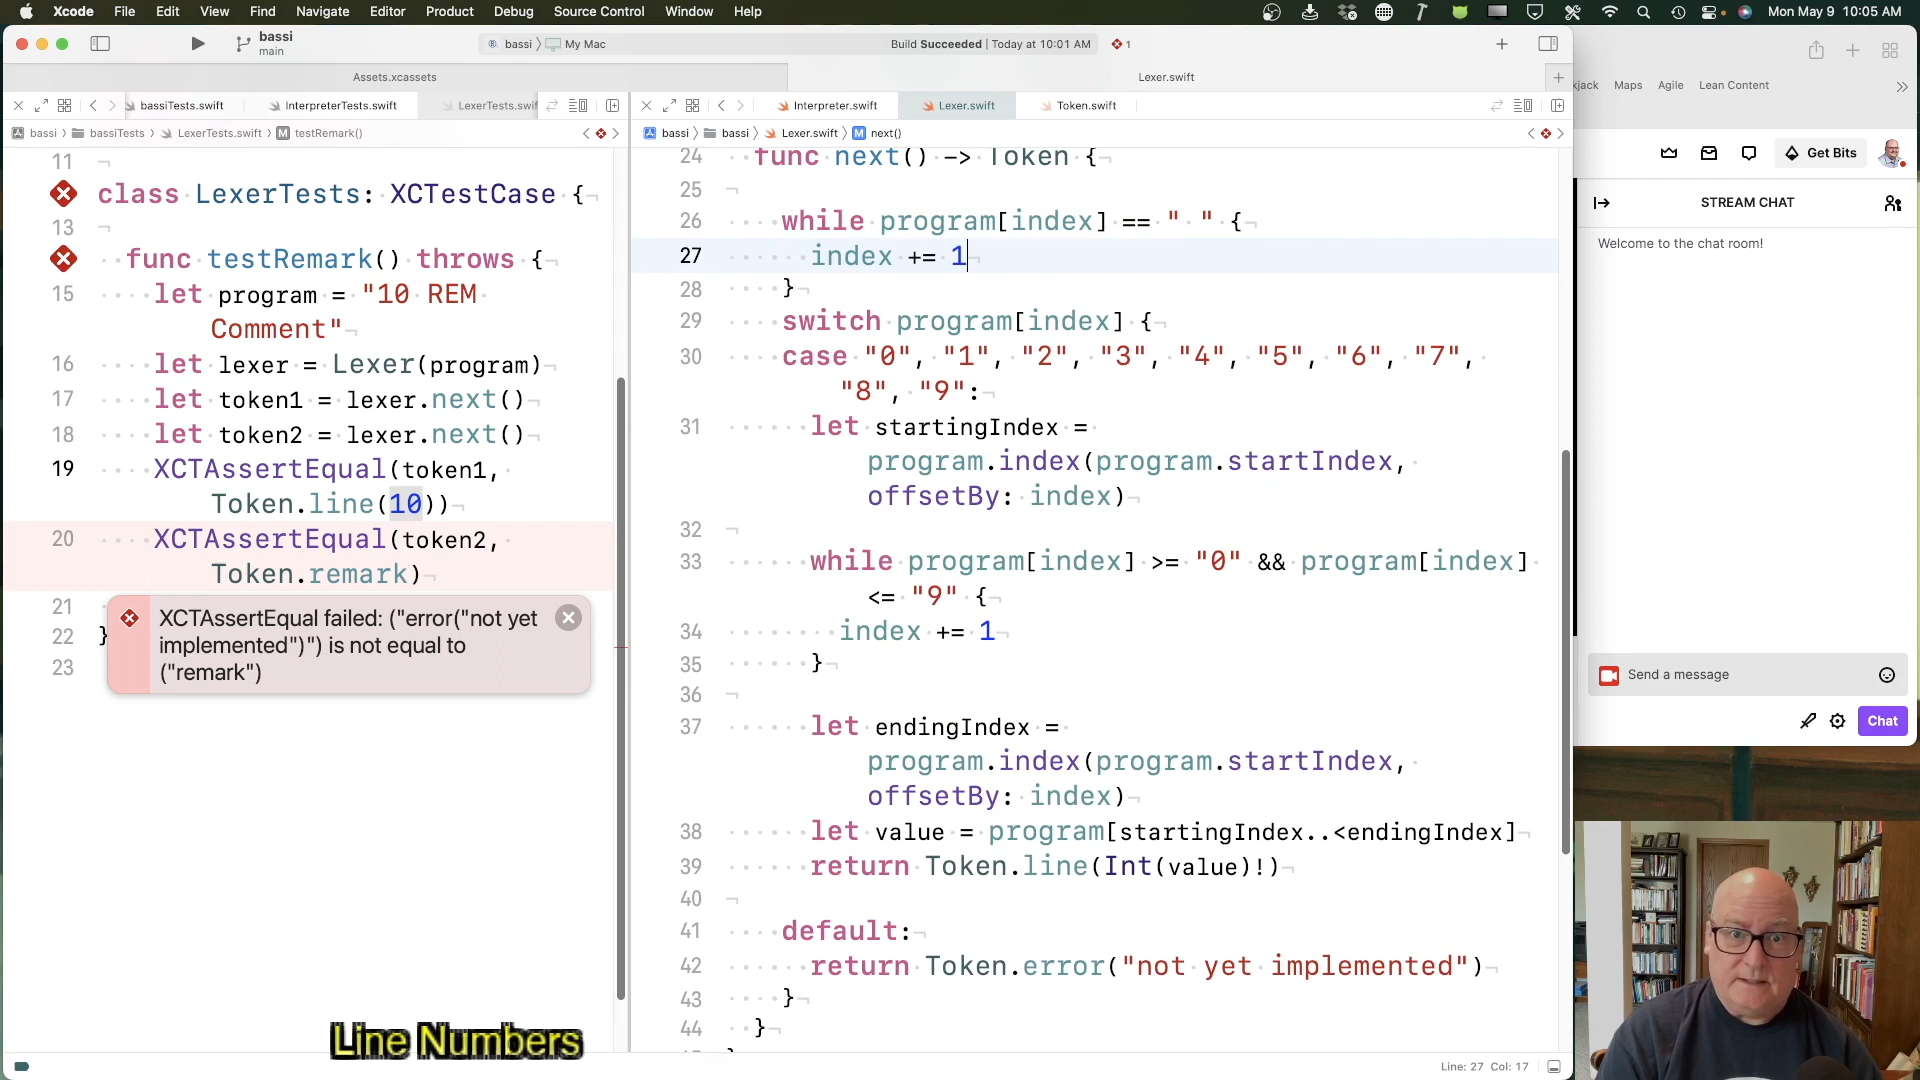 Xcode File Edit View Find Navigate Editor Product Debug Source Control Window Help Mon May 9 10:05 AM
bassi
main
bassi My Mac Build Succeeded | Today at 10:01 AM 1
Assets.xcassets Lexer.swift
bassiTests.swift InterpreterTests.swift LexerTests.swif
bassi bassiTests LexerTests.swift M testRemark()
11
class LexerTests: XCTestCase {
13
func testRemark() throws {
15 let program = "10 REM
Comment"
16 let lexer = Lexer(program)
17 let token1 = lexer.next()
18 let token2 = lexer.next()
19 XCTAssertEqual(token1,
Token.line(10))
20 XCTAssertEqual(token2,
Token.remark)
21
22 }
23
XCTAssertEqual failed: ("error("not yet
implemented")") is not equal to
("remark")
Line Numbers
Interpreter.swift Lexer.swift Token.swift
bassi bassi Lexer.swift M next()
24 func next() -> Token {
25
26 while program[index] == " " {
27 index += 1
28 }
29 switch program[index] {
30 case "0", "1", "2", "3", "4", "5", "6", "7",
"8", "9":
31 let startingIndex =
program.index(program.startIndex,
offsetBy: index)
32
33 while program[index] >= "0" && program[index]
<= "9" {
34 index += 1
35 }
36
37 let endingIndex =
program.index(program.startIndex,
offsetBy: index)
38 let value = program[startingIndex..<endingIndex]
39 return Token.line(Int(value)!)
40
41 default:
42 return Token.error("not yet implemented")
43 }
44 }
Line: 27 Col: 17
kjack Maps Agile Lean Content
Get Bits
STREAM CHAT
Welcome to the chat room!
Send a message
Chat